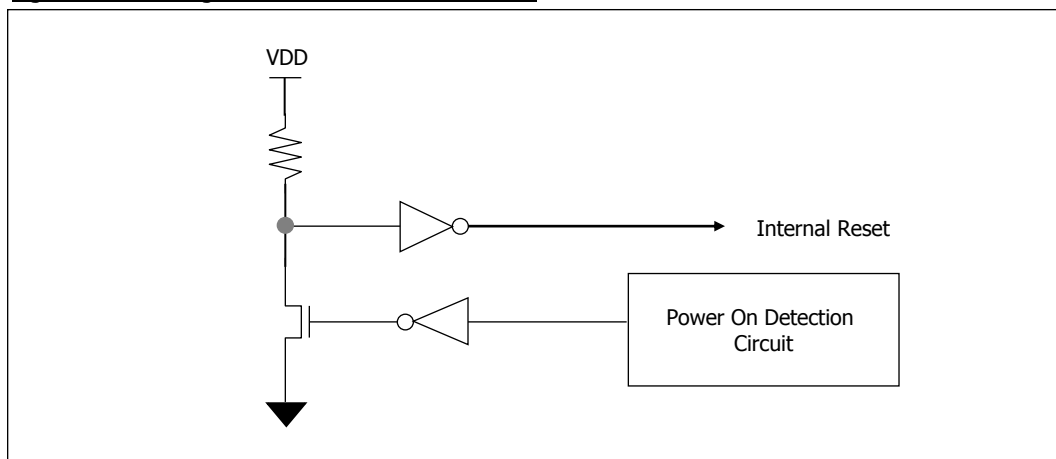 VDD
Internal Reset
Power On Detection
Circuit